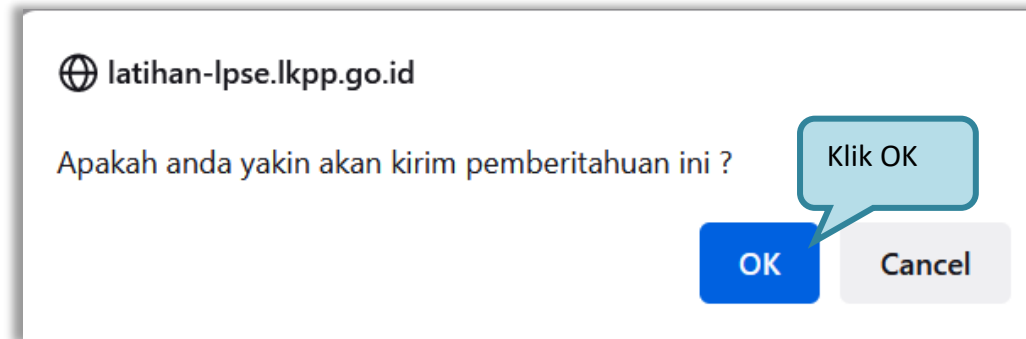 latihan-lpse.lkpp.go.id
Apakah anda yakin akan kirim pemberitahuan ini ?
Klik OK
OK
Cancel